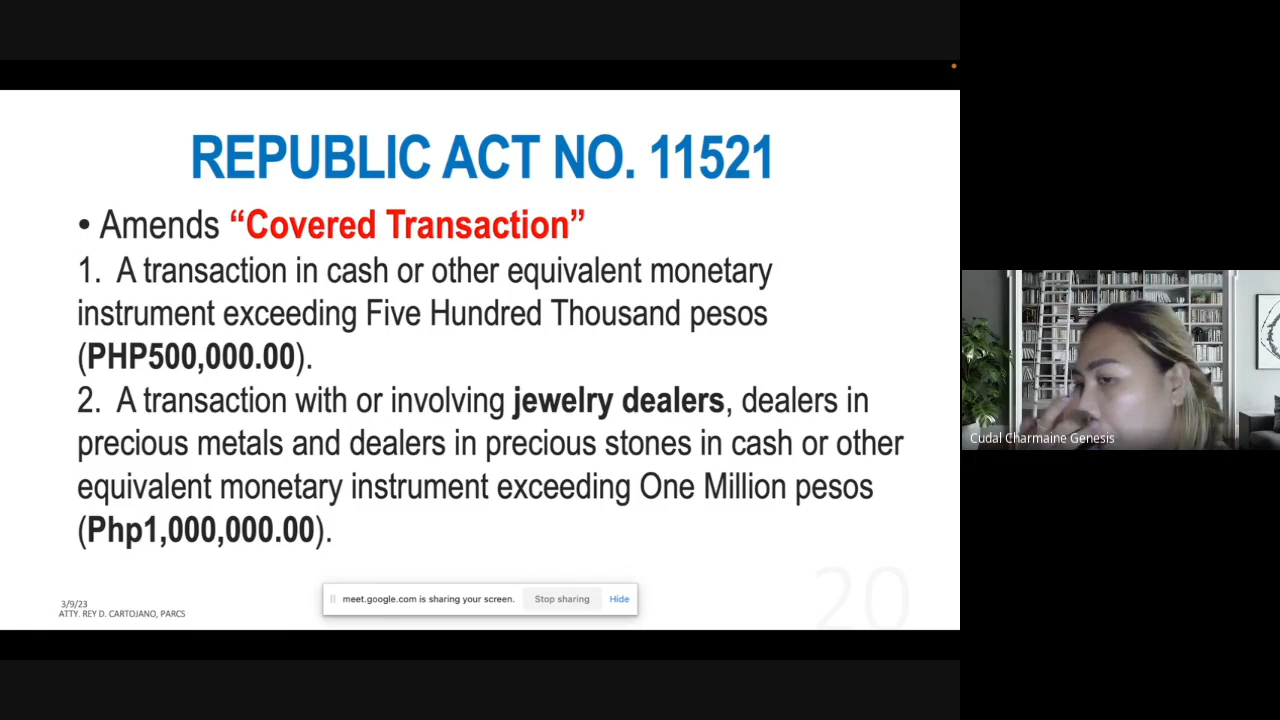 REPUBLIC ACT NO. 11521
• Amends “Covered Transaction”
1. A transaction in cash or other equivalent monetary
instrument exceeding Five Hundred Thousand pesos
(PHP500,000.00).
2. A transaction with or involving jewelry dealers, dealers in
precious metals and dealers in precious stones in cash or other
equivalent monetary instrument exceeding One Million pesos
(Php1,000,000.00).
3/9/23
ATTY. REY D. CARTOJANO, PARCS
meet.google.com is sharing your screen. Stop sharing Hide
20
Cudal Charmaine Genesis